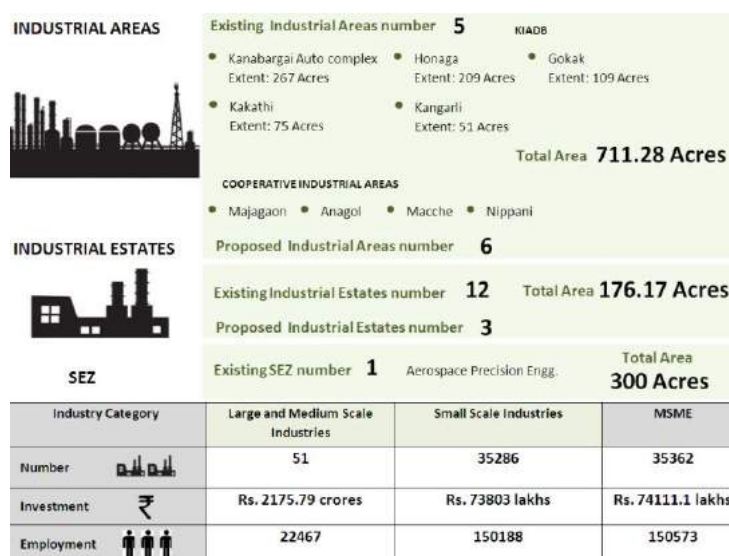 INDUSTRIAL AREAS
Existing Industrial Areas number 5 KIADB
• Kanabargai Auto complex • Honaga • Gokak
Extent: 267 Acres Extent: 209 Acres Extent: 109 Acres
• Kakathi • Kangarli
Extent: 75 Acres Extent: 51 Acres
Total Area 711.28 Acres
COOPERATIVE INDUSTRIAL AREAS
• Majagaon • Anagol • Macche • Nippani
Proposed Industrial Areas number 6
INDUSTRIAL ESTATES
Existing Industrial Estates number 12 Total Area 176.17 Acres
Proposed Industrial Estates number 3
SEZ
Existing SEZ number 1 Aerospace Precision Engg. Total Area
300 Acres
Industry Category Large and Medium Scale Small Scale Industries MSME
Industries
Number 51 35286 35362
Investment ₹ Rs. 2175.79 crores Rs. 73803 lakhs Rs. 74111.1 lakhs
Employment 22467 150188 150573